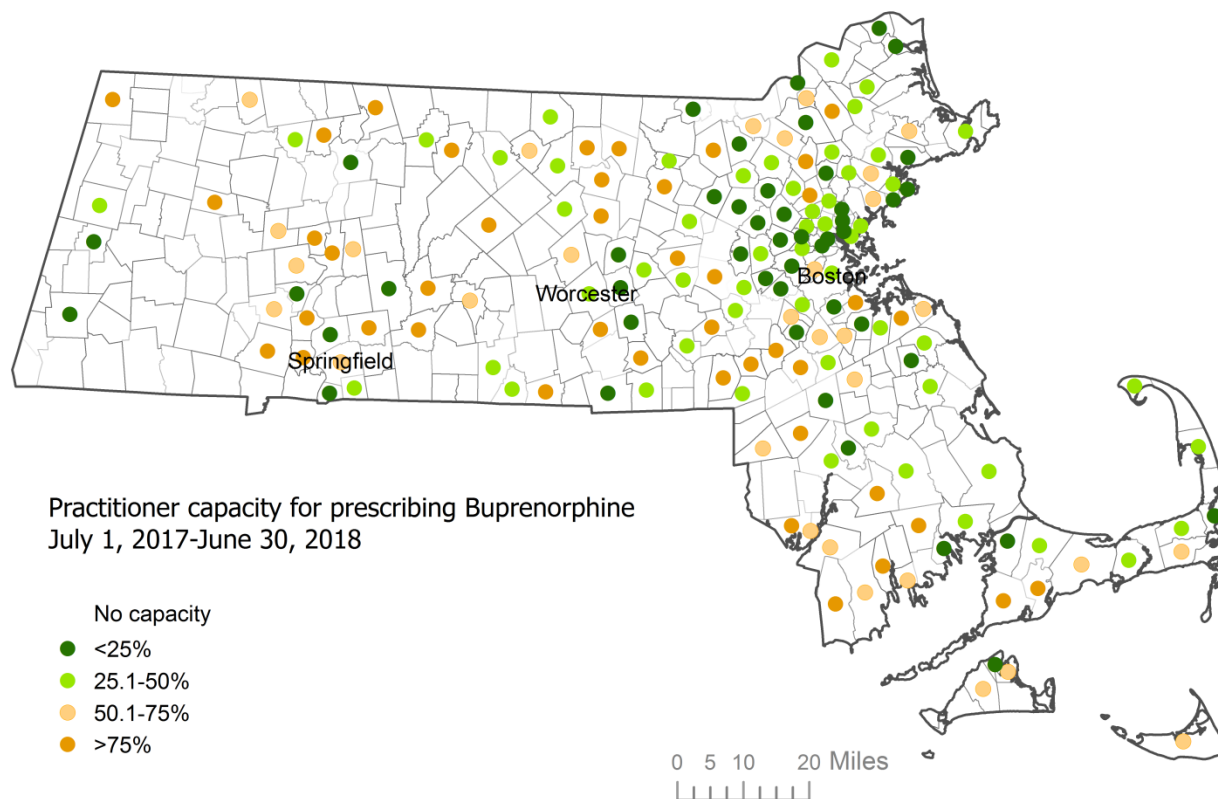 Boston
Worcester
Springfield
Practitioner capacity for prescribing Buprenorphine
July 1, 2017-June 30, 2018
No capacity
<25%
25.1-50%
50.1-75%
>75%
0 5 10 20 Miles